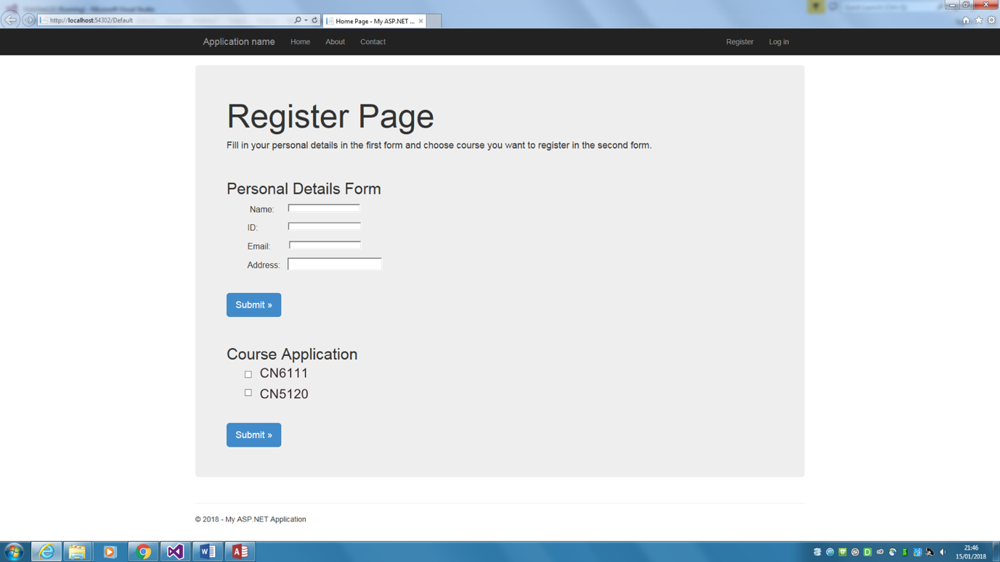 http://localhost:54302/Default
Home Page - My ASP.NET ...
Application name Home About Contact Register Log in
Register Page
Fill in your personal details in the first form and choose course you want to register in the second form.
Personal Details Form
Name:
ID:
Email:
Address:
Submit »
Course Application
CN6111
CN5120
Submit »
© 2018 - My ASP.NET Application
21:46
15/01/2018